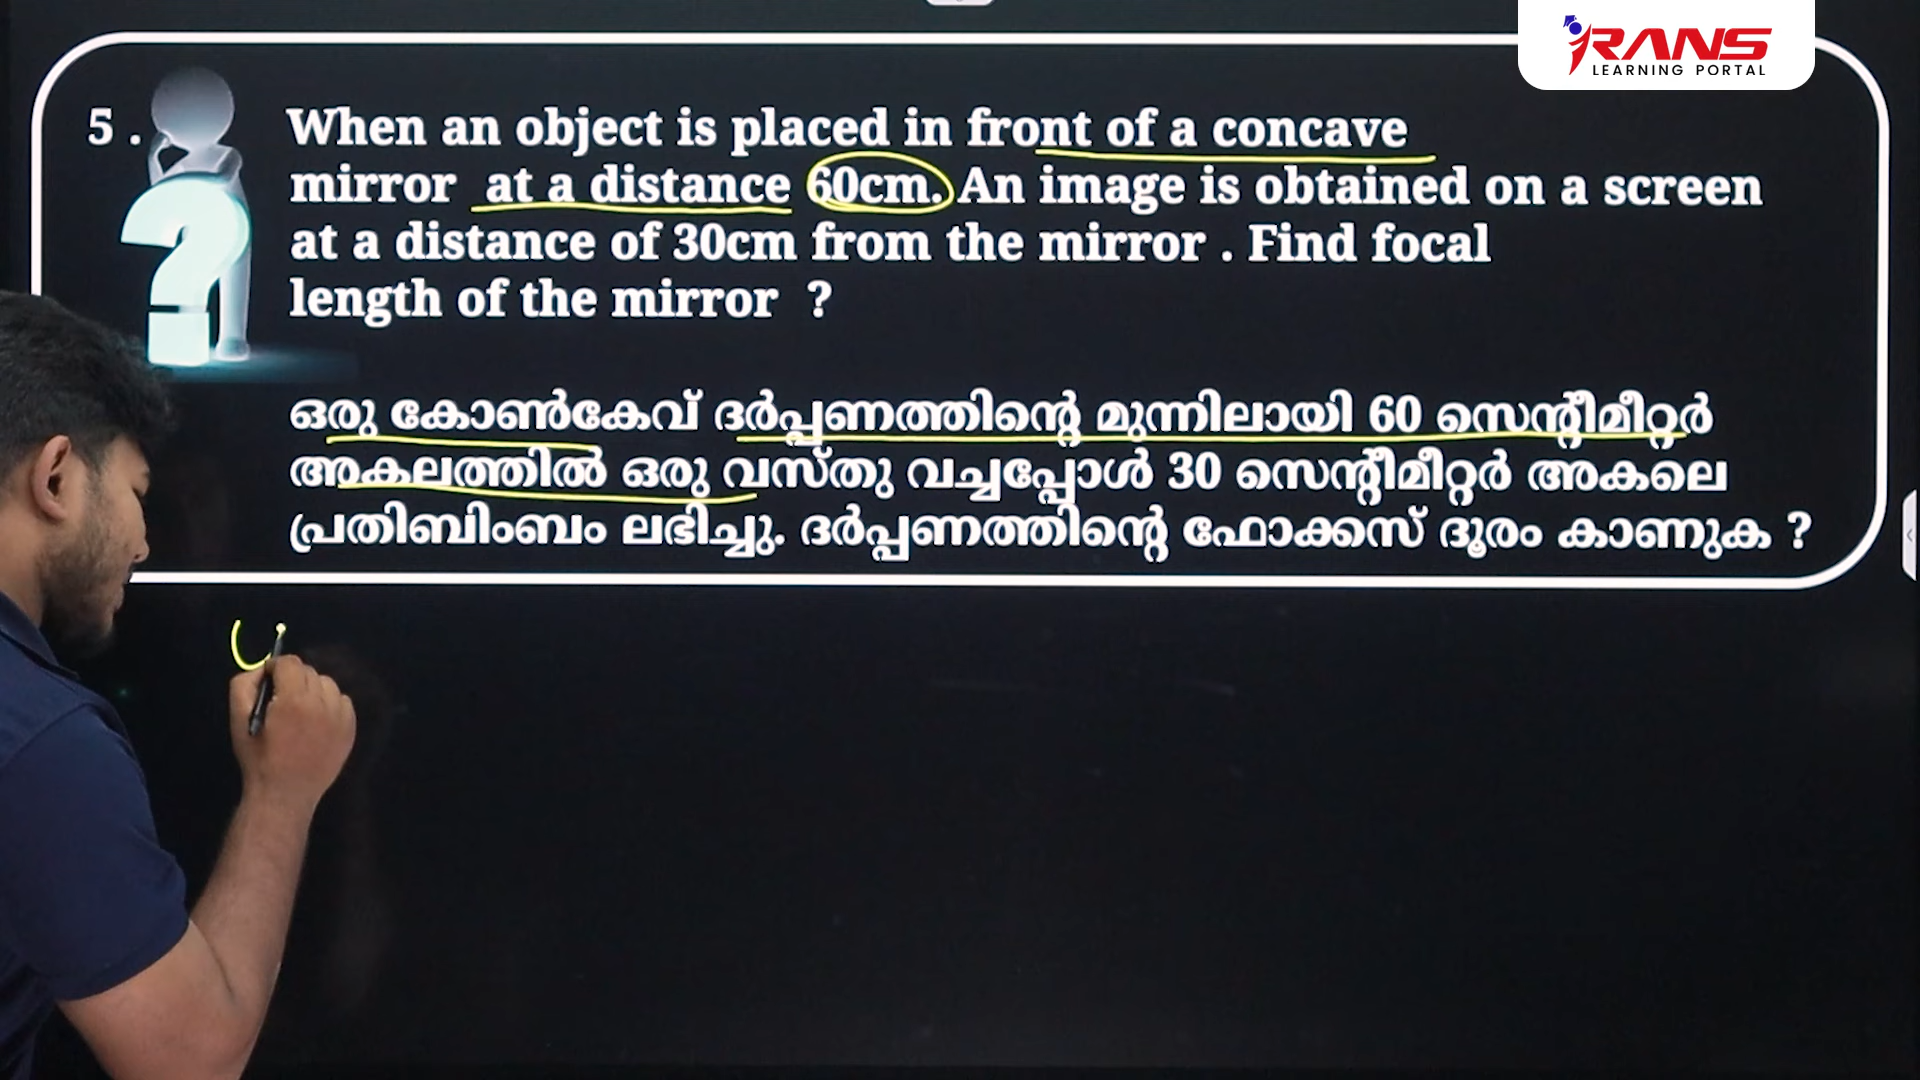 RANS
LEARNING PORTAL
5 .
When an object is placed in front of a concave
mirror at a distance 60cm. An image is obtained on a screen
at a distance of 30cm from the mirror . Find focal
length of the mirror ?
ഒരു കോൺകേവ് ദർപ്പണത്തിന്റെ മുന്നിലായി 60 സെന്റീമീറ്റർ
അകലത്തിൽ ഒരു വസ്തു വച്ചപ്പോൾ 30 സെന്റീമീറ്റർ അകലെ
പ്രതിബിംബം ലഭിച്ചു. ദർപ്പണത്തിന്റെ ഫോക്കസ് ദൂരം കാണുക ?